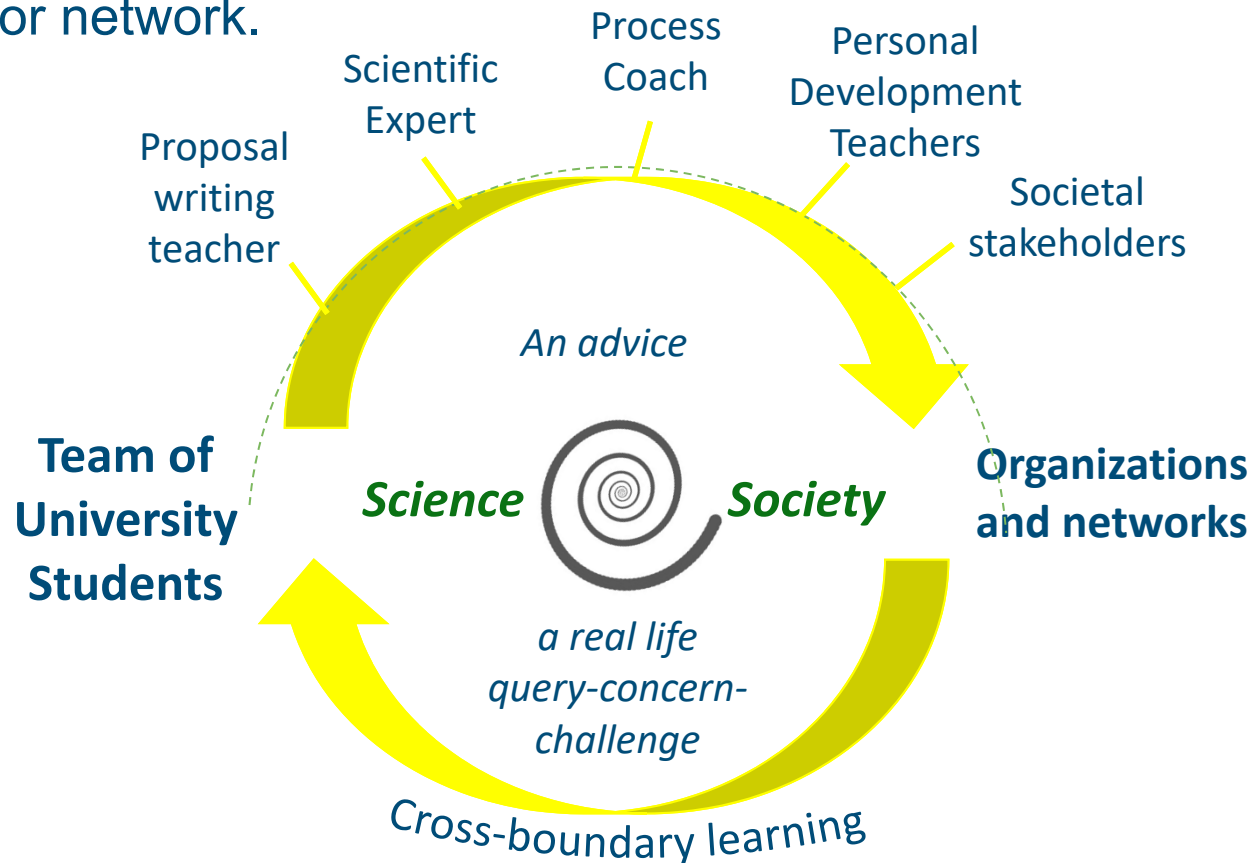 or network.
Process
Coach
Personal
Development
Teachers
Scientific
Expert
Proposal
writing
teacher
Societal
stakeholders
An advice
Team of
University
Students
Science
Society
Organizations
and networks
a real life
query-concern-
challenge
Cross-boundary learning